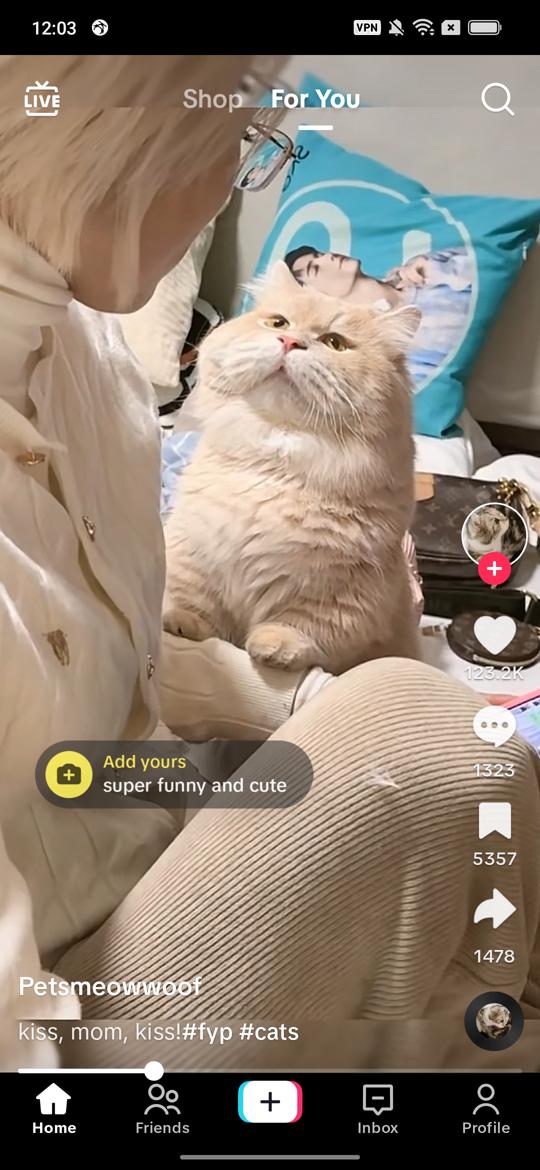 12:03
VPN
LIVE
Shop
For You
Add yours
super funny and cute
123.2K
1323
5357
1478
Petsmeowwoof
kiss, mom, kiss!#fyp #cats
Home
Friends
Inbox
Profile